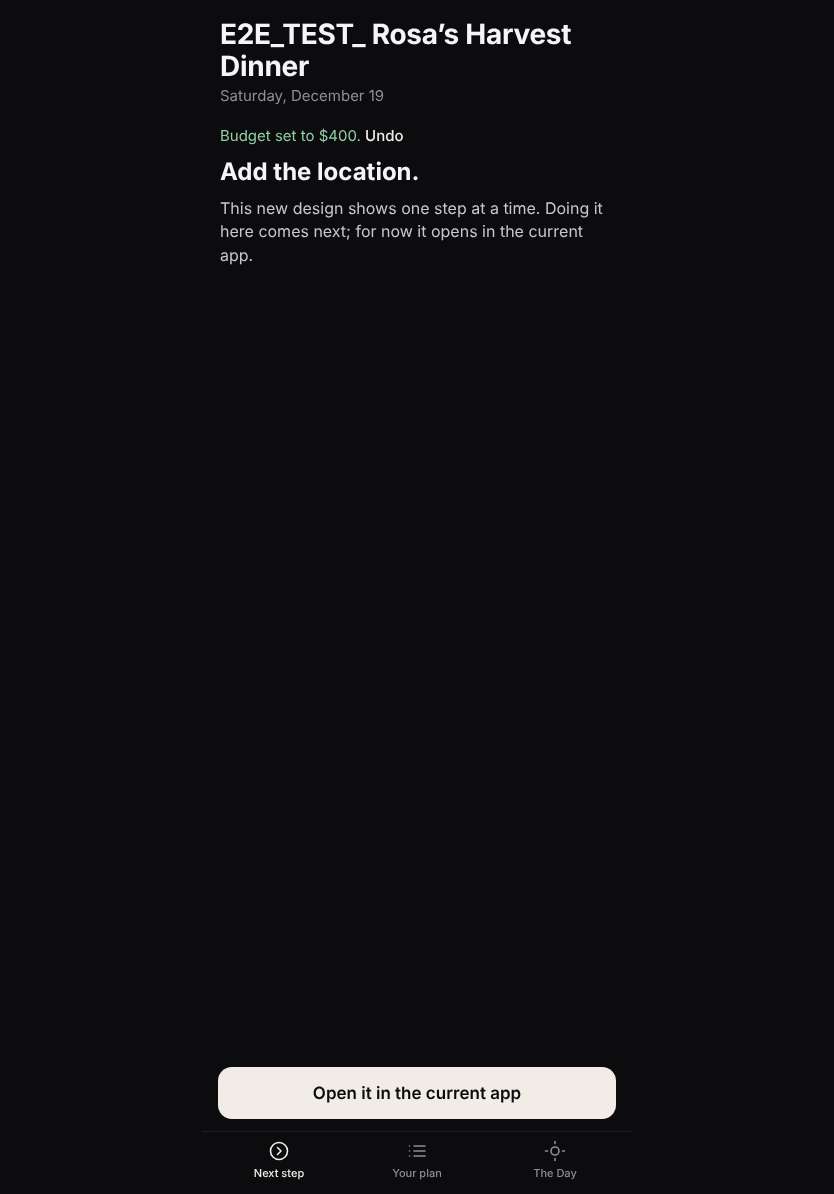 E2E_TEST_ Rosa’s Harvest
Dinner
Saturday, December 19
Budget set to $400. Undo
Add the location.
This new design shows one step at a time. Doing it
here comes next; for now it opens in the current
app.
Open it in the current app
Next step
Your plan
The Day